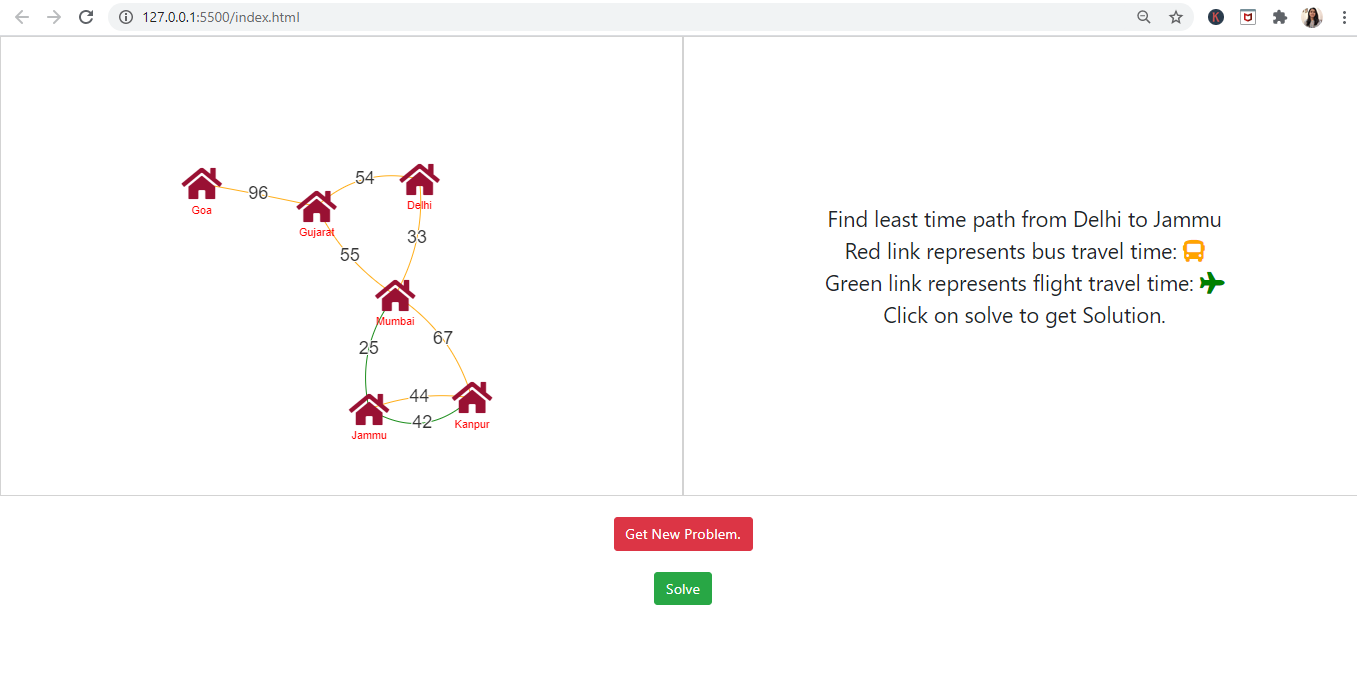 127.0.0.1:5500/index.html
K
96
54
33
55
67
25
44
42
Goa
Gujarat
Delhi
Mumbai
Jammu
Kanpur
Find least time path from Delhi to Jammu
Red link represents bus travel time:
Green link represents flight travel time:
Click on solve to get Solution.
Get New Problem.
Solve